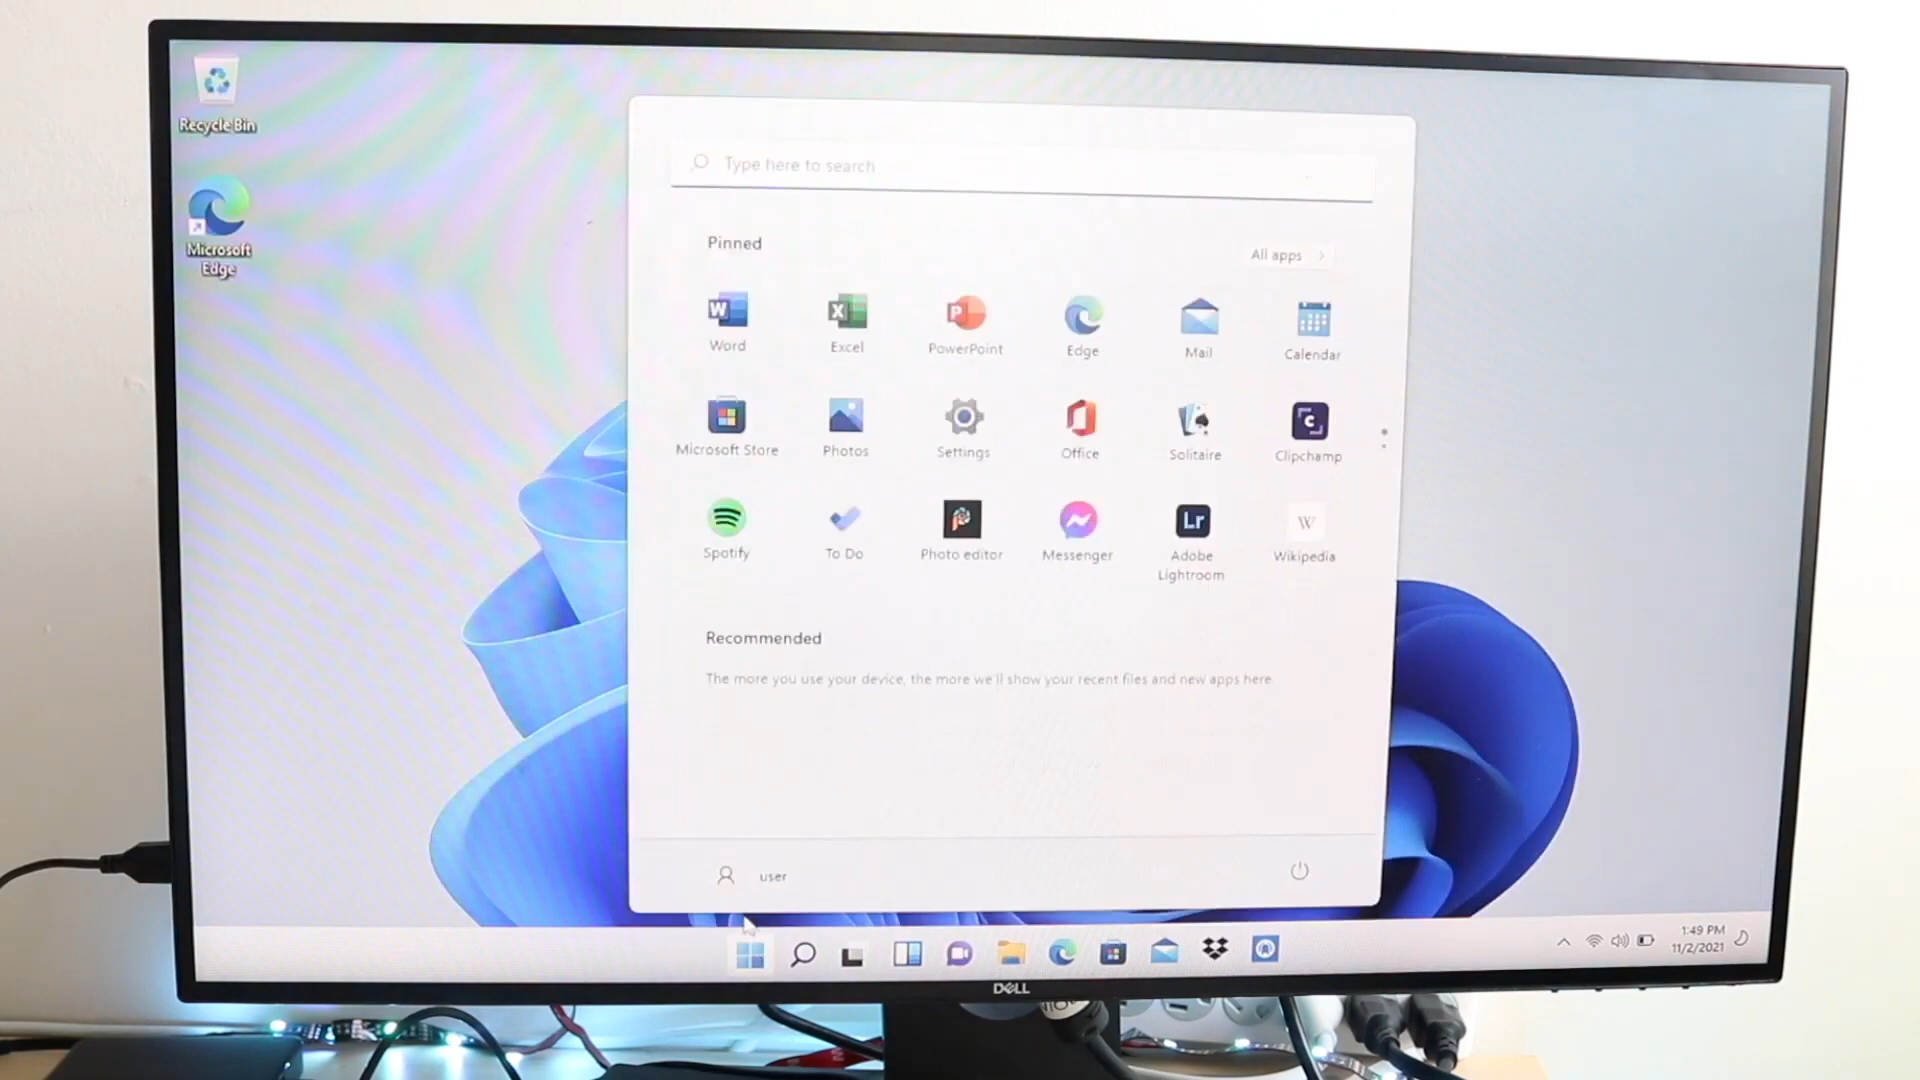 Recycle Bin
Microsoft
Edge
Type here to search
Pinned
All apps
Word
Excel
PowerPoint
Edge
Mail
Calendar
Microsoft Store
Photos
Settings
Office
Solitaire
Clipchamp
Spotify
To Do
Photo editor
Messenger
Lr
Adobe
Lightroom
W
Wikipedia
Recommended
The more you use your device, the more we'll show your recent files and new apps here.
user
1:49 PM
11/2/2021
DELL